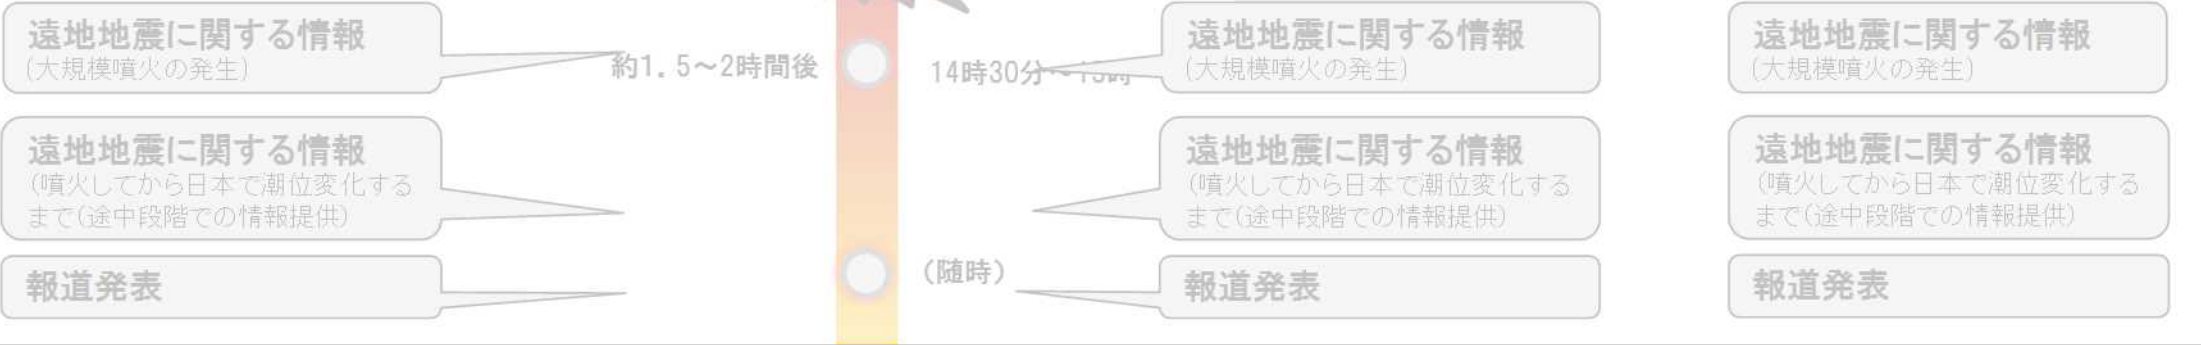 遠地地震に関する情報
(大規模噴火の発生)
遠地地震に関する情報
(噴火してから日本で潮位変化する
まで(途中段階での情報提供)
報道発表
約1．5～2時間後
14時30分～15時
(随時)
遠地地震に関する情報
(大規模噴火の発生)
遠地地震に関する情報
(噴火してから日本で潮位変化する
まで(途中段階での情報提供)
報道発表
遠地地震に関する情報
(大規模噴火の発生)
遠地地震に関する情報
(噴火してから日本で潮位変化する
まで(途中段階での情報提供)
報道発表